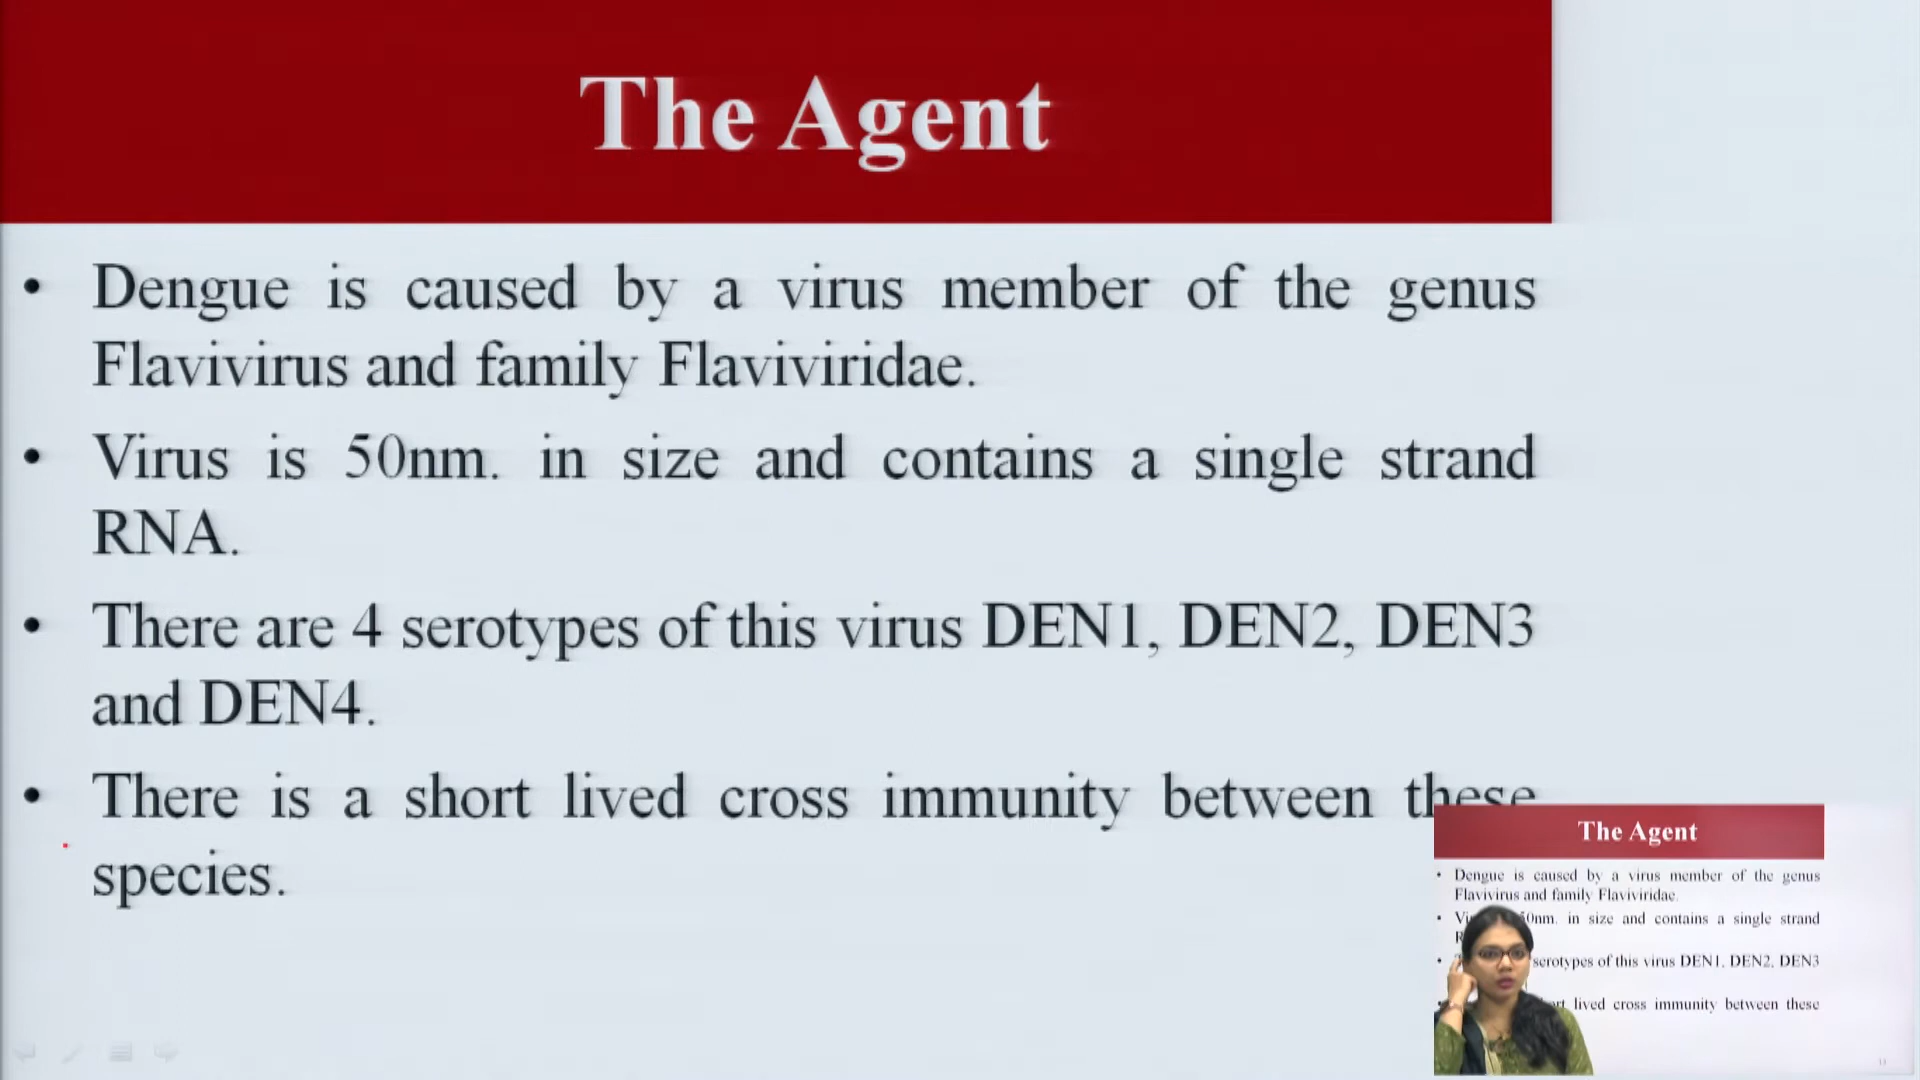 The Agent
• Dengue is caused by a virus member of the genus
Flavivirus and family Flaviviridae.
• Virus is 50nm. in size and contains a single strand
RNA.
• There are 4 serotypes of this virus DEN1, DEN2, DEN3
and DEN4.
• There is a short lived cross immunity between these
species.
The Agent
• Dengue is caused by a virus member of the genus
Flavivirus and family Flaviviridae.
0nm. in size and contains a single strand
serotypes of this virus DEN1, DEN2, DEN3
lived cross immunity between these